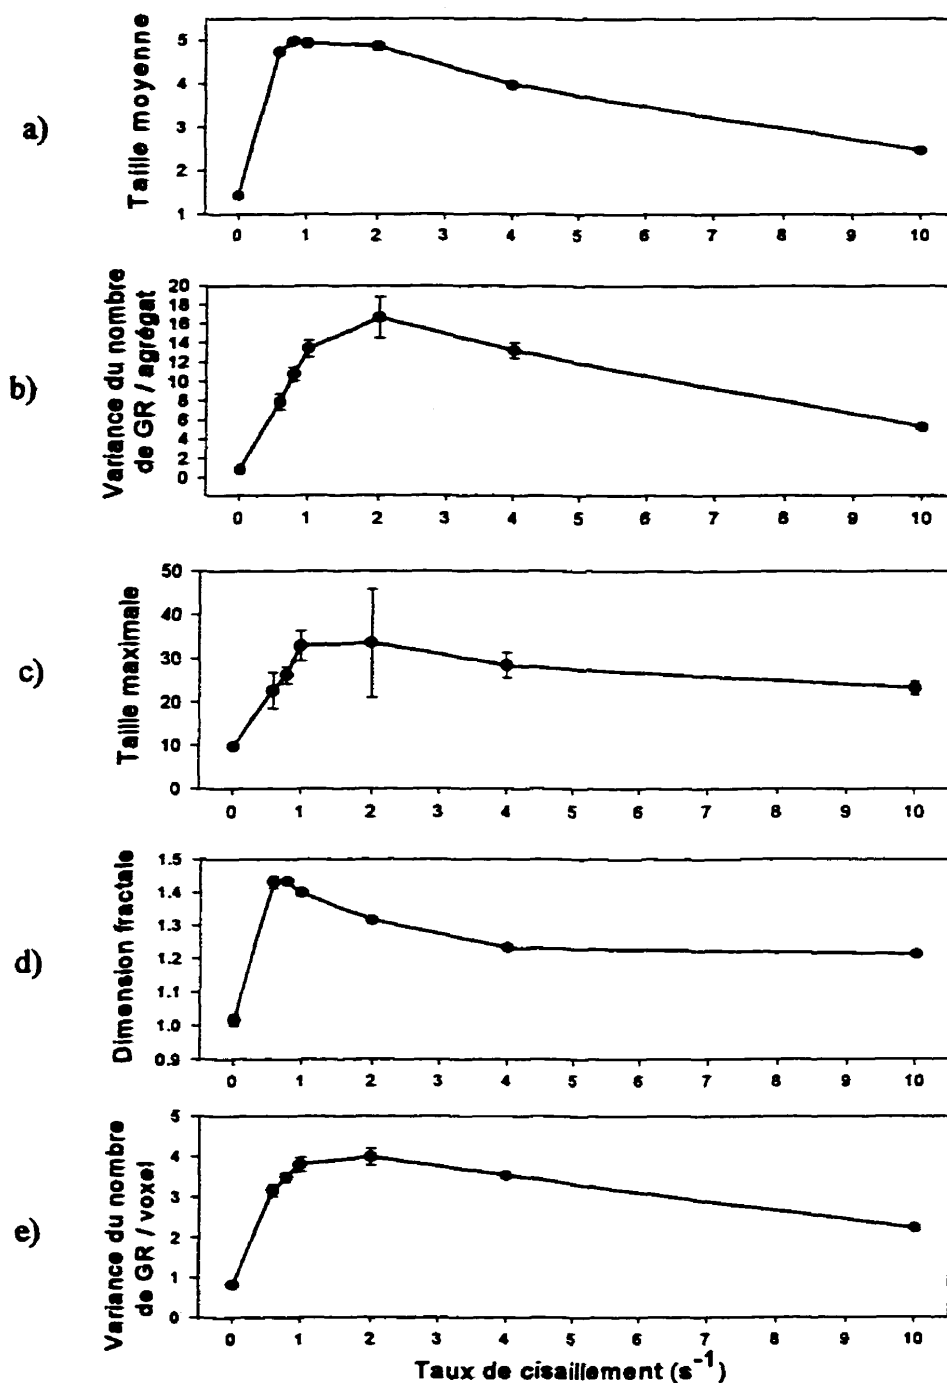 a)
Taille moyenne
5
4
3
2
1
0 1 2 3 4 5 6 7 8 9 10
b)
Variance du nombre
de GR / agrégat
20
18
16
14
12
10
8
6
4
2
0
0 1 2 3 4 5 6 7 8 9 10
c)
Taille maximale
50
40
30
20
10
0
0 1 2 3 4 5 6 7 8 9 10
d)
Dimension fractale
1.5
1.4
1.3
1.2
1.1
1.0
0.9
0 1 2 3 4 5 6 7 8 9 10
e)
Variance du nombre
de GR / voxel
5
4
3
2
1
0
0 1 2 3 4 5 6 7 8 9 10
Taux de cisaillement (s⁻¹)